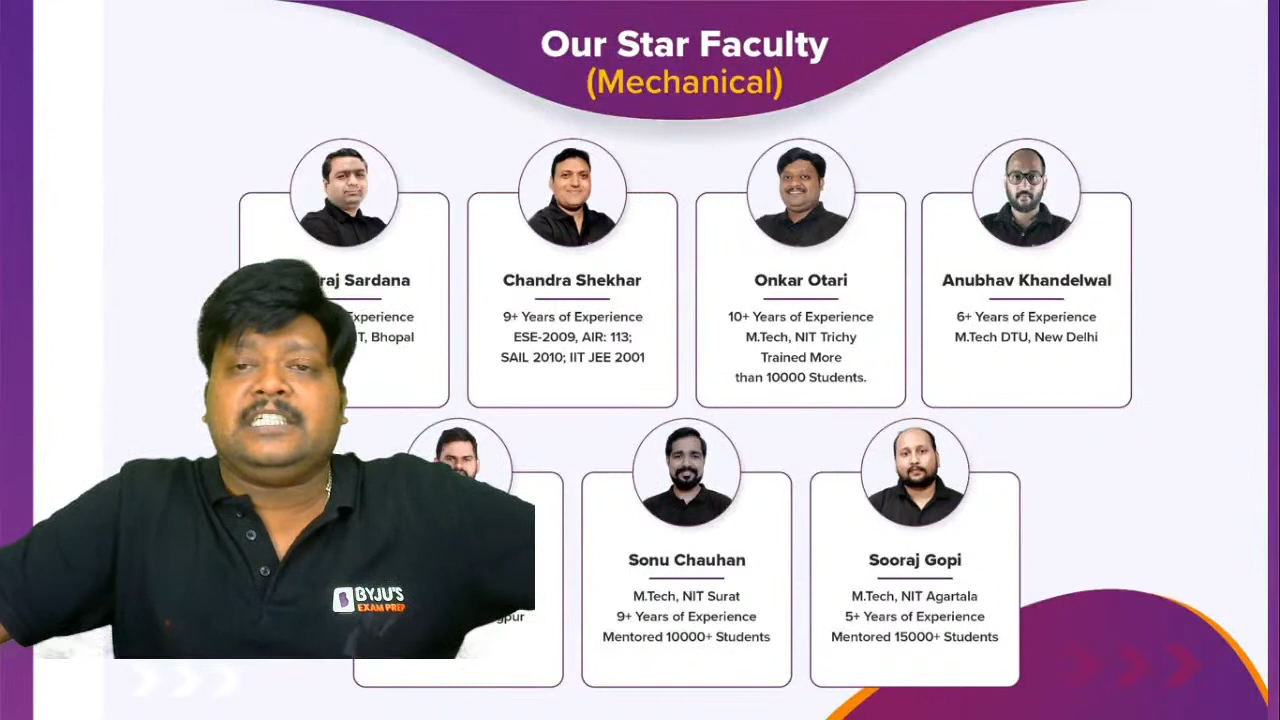 Our Star Faculty
(Mechanical)
Sardana
Experience
Bhopal
Chandra Shekhar
9+ Years of Experience
ESE-2009, AIR: 113;
SAIL 2010; IIT JEE 2001
Onkar Otari
10+ Years of Experience
M.Tech, NIT Trichy
Trained More
than 10000 Students.
Anubhav Khandelwal
6+ Years of Experience
M.Tech DTU, New Delhi
Sonu Chauhan
M.Tech, NIT Surat
9+ Years of Experience
Mentored 10000+ Students
Sooraj Gopi
M.Tech, NIT Agartala
5+ Years of Experience
Mentored 15000+ Students
BYJU'S
EXAM PREP